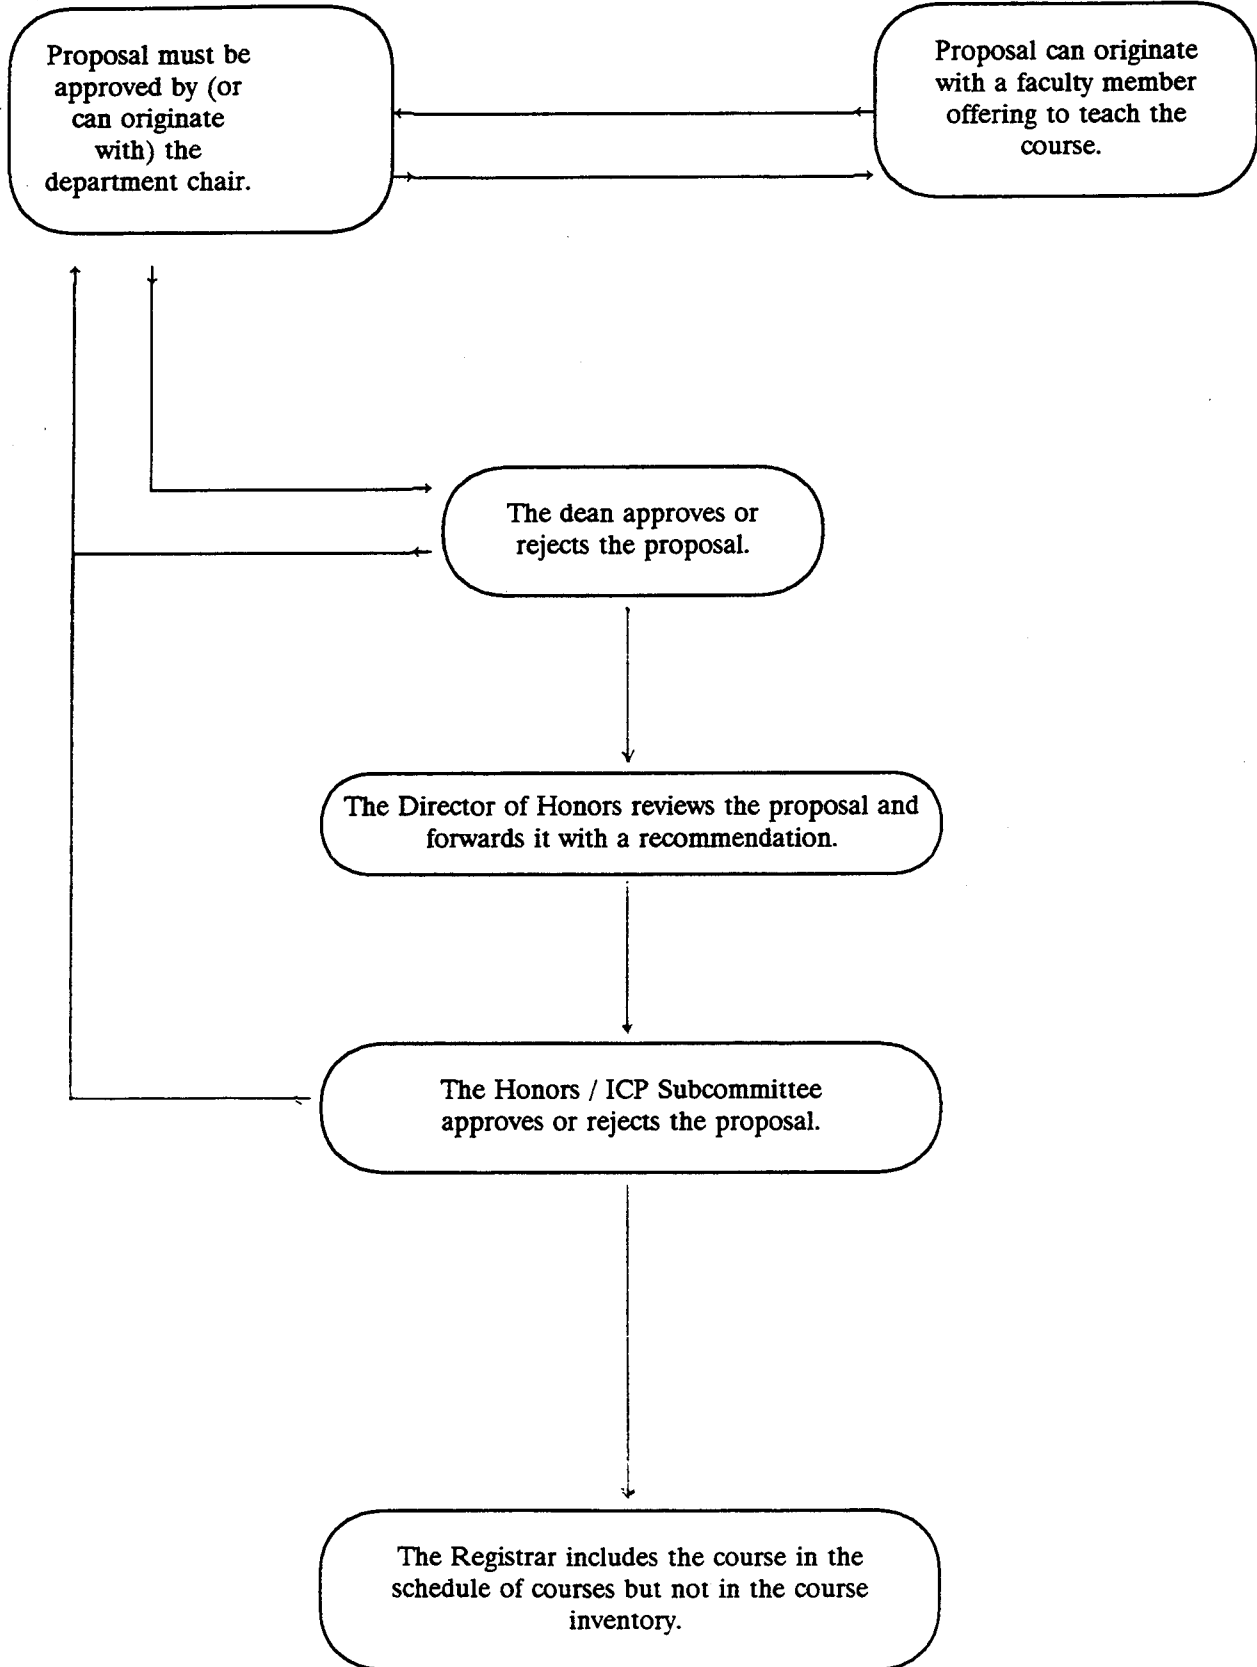 Proposal must be
approved by (or
can originate
with) the
department chair.
Proposal can originate
with a faculty member
offering to teach the
course.
The dean approves or
rejects the proposal.
The Director of Honors reviews the proposal and
forwards it with a recommendation.
The Honors / ICP Subcommittee
approves or rejects the proposal.
The Registrar includes the course in the
schedule of courses but not in the course
inventory.